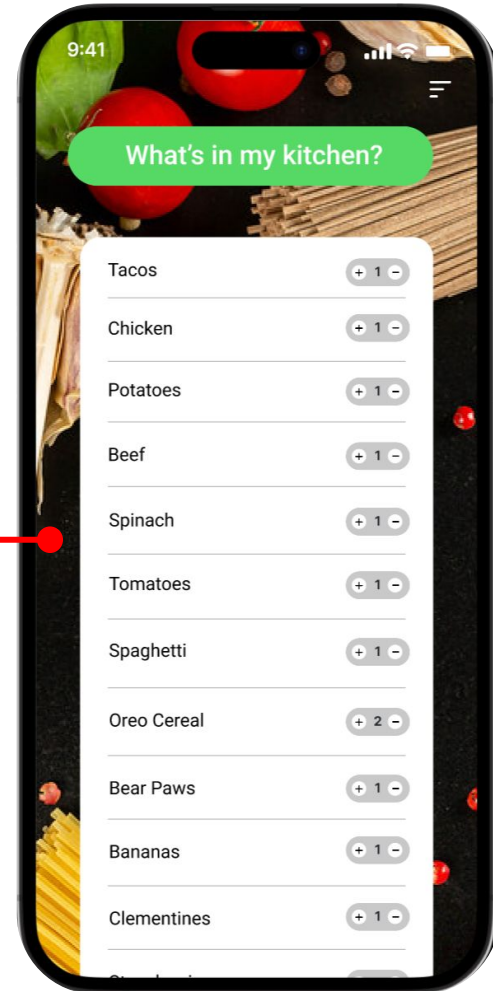 9:41
What's in my kitchen?
Tacos + 1 -
Chicken + 1 -
Potatoes + 1 -
Beef + 1 -
Spinach + 1 -
Tomatoes + 1 -
Spaghetti + 1 -
Oreo Cereal + 2 -
Bear Paws + 1 -
Bananas + 1 -
Clementines + 1 -